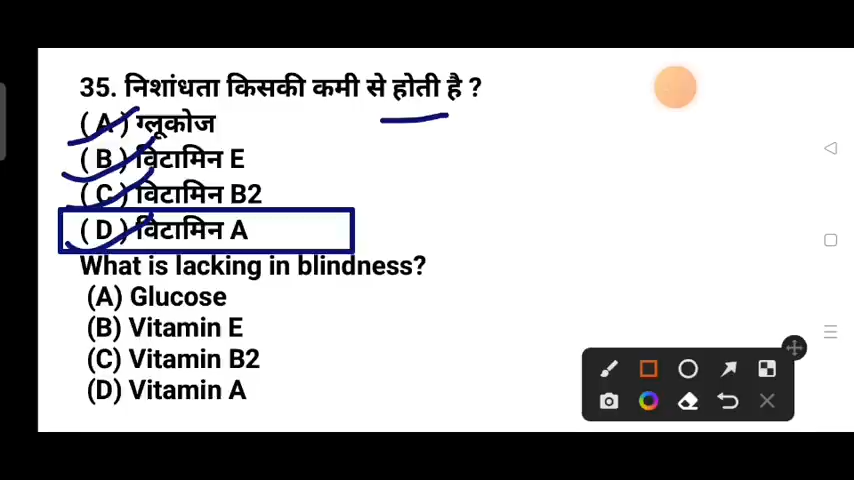 35. निशांधता किसकी कमी से होती है ?
( A ) ग्लूकोज
( B ) विटामिन E
( C ) विटामिन B2
( D ) विटामिन A
What is lacking in blindness?
(A) Glucose
(B) Vitamin E
(C) Vitamin B2
(D) Vitamin A